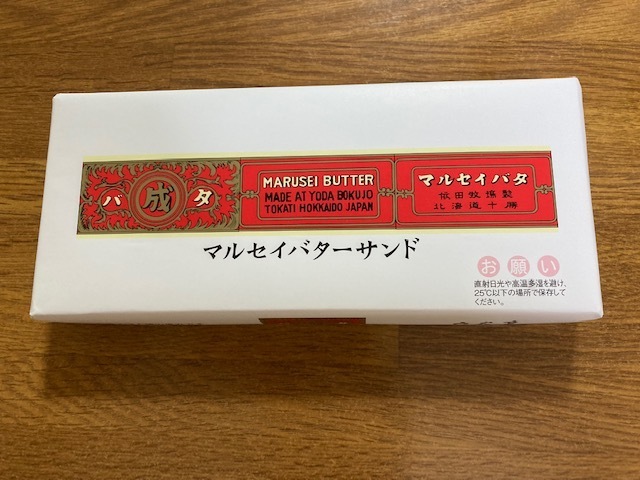 バ 成 タ
MARUSEI BUTTER
MADE AT YODA BOKUJO
TOKATI HOKKAIDO JAPAN
マルセイバタ
依田牧場製
北海道十勝
マルセイバターサンド
お願い
直射日光や高温多湿を避け、
25℃以下の場所で保存して
ください。